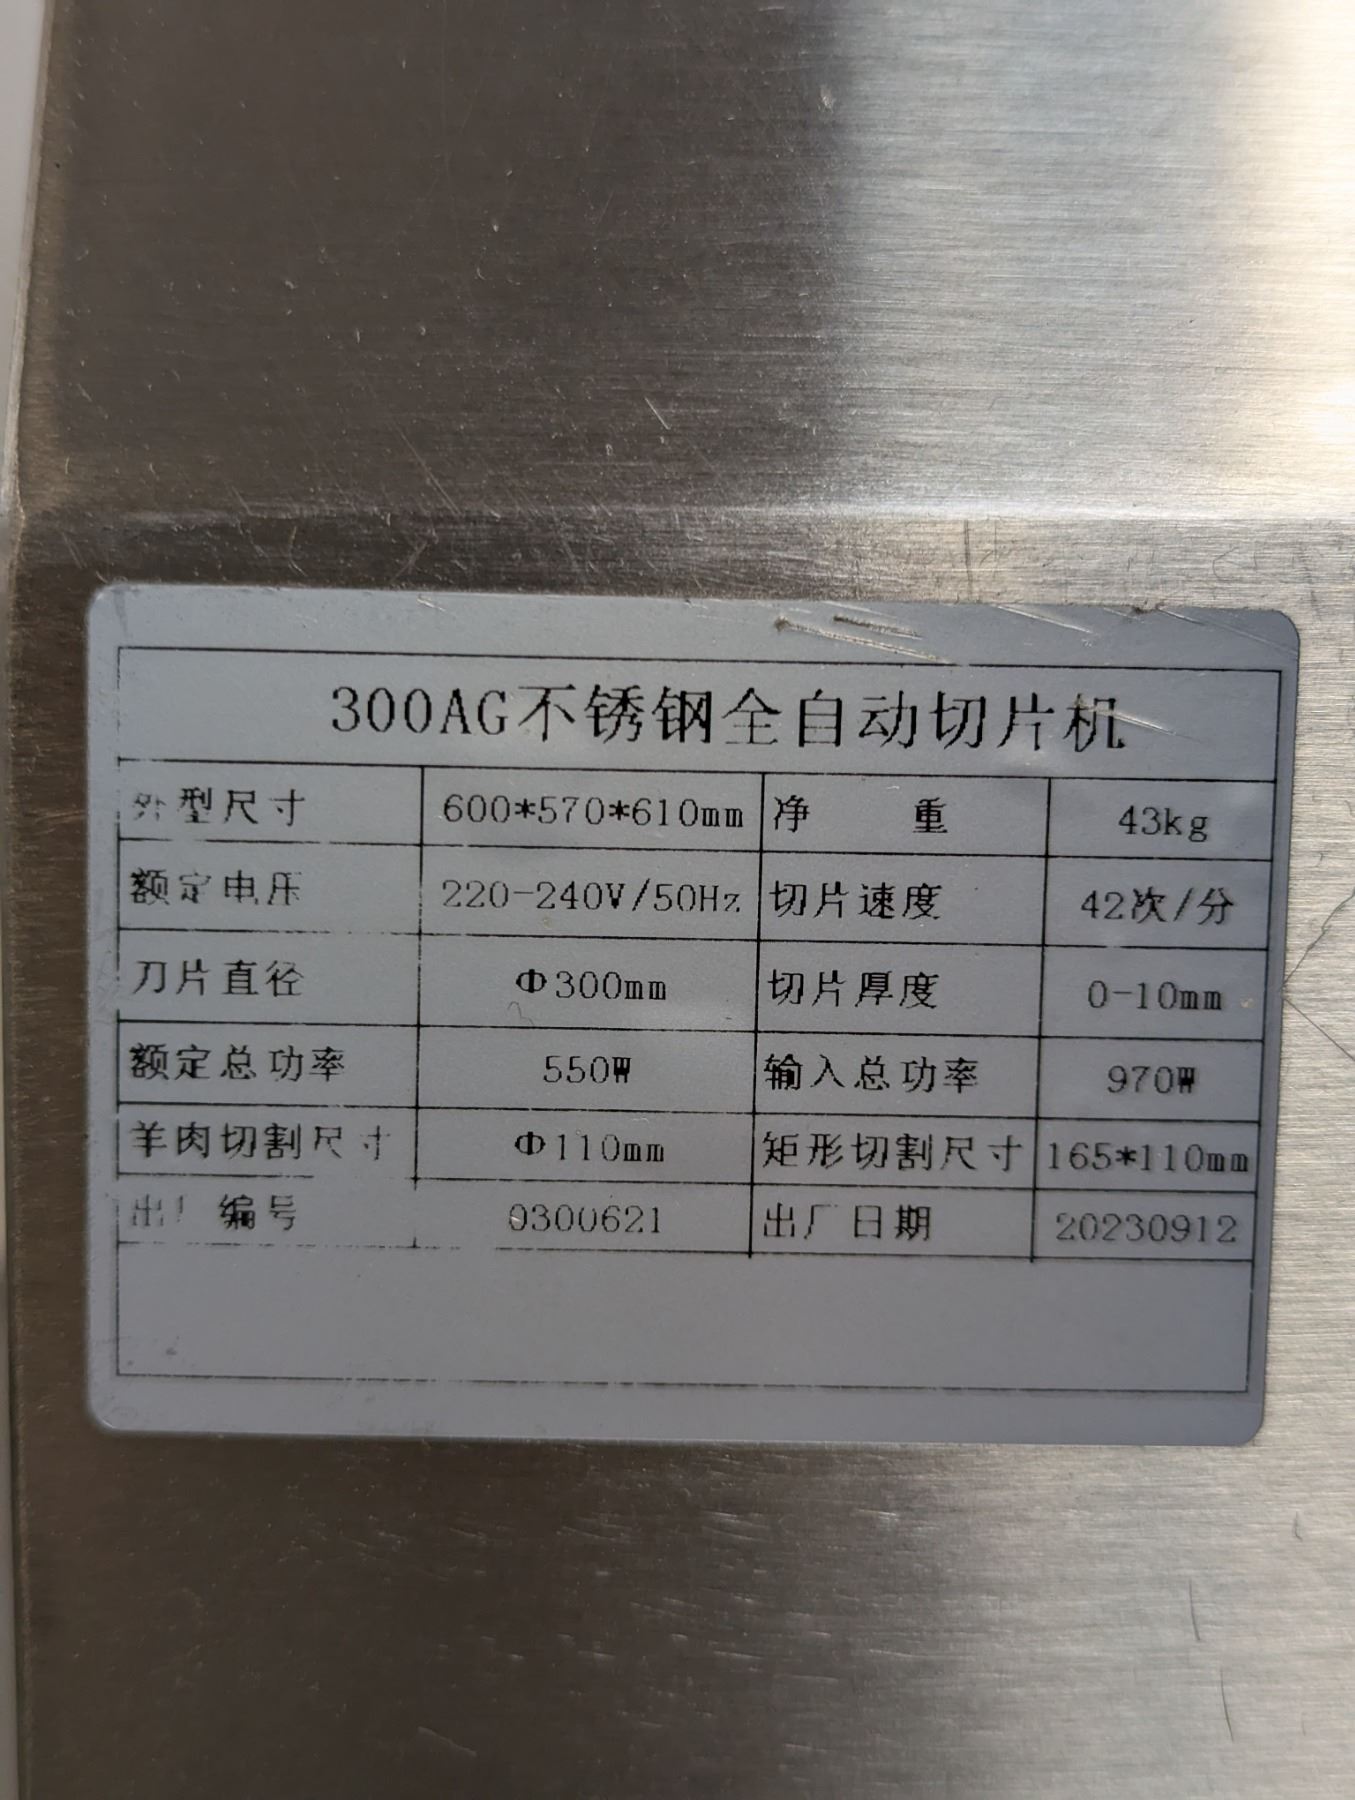 300AG不锈钢全自动切片机
外型尺寸 600*570*610mm 净 重 43kg
额定电压 220-240V/50Hz 切片速度 42次/分
刀片直径 Φ300mm 切片厚度 0-10mm
额定总功率 550W 输入总功率 970W
羊肉切割尺寸 Φ110mm 矩形切割尺寸 165*110mm
出厂编号 0300621 出厂日期 20230912